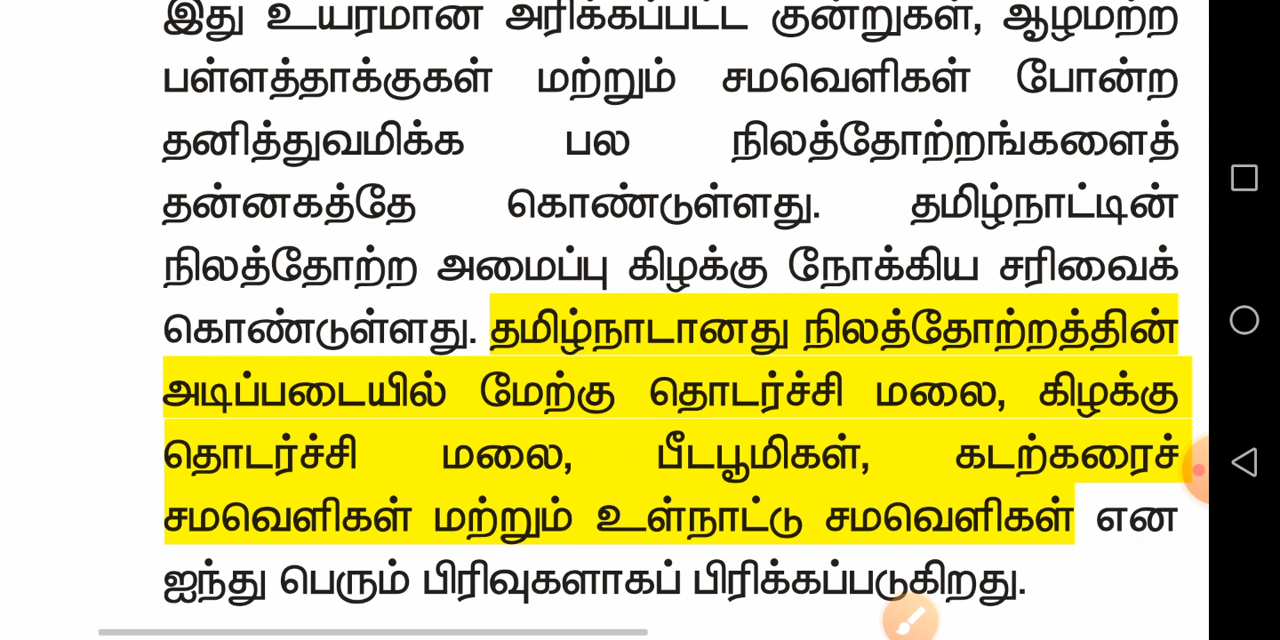 இது உயரமான அரிக்கப்பட்ட குன்றுகள், ஆழமற்ற
பள்ளத்தாக்குகள் மற்றும் சமவெளிகள் போன்ற
தனித்துவமிக்க பல நிலத்தோற்றங்களைத்
தன்னகத்தே கொண்டுள்ளது. தமிழ்நாட்டின்
நிலத்தோற்ற அமைப்பு கிழக்கு நோக்கிய சரிவைக்
கொண்டுள்ளது. தமிழ்நாடானது நிலத்தோற்றத்தின்
அடிப்படையில் மேற்கு தொடர்ச்சி மலை, கிழக்கு
தொடர்ச்சி மலை, பீடபூமிகள், கடற்கரைச்
சமவெளிகள் மற்றும் உள்நாட்டு சமவெளிகள் என
ஐந்து பெரும் பிரிவுகளாகப் பிரிக்கப்படுகிறது.